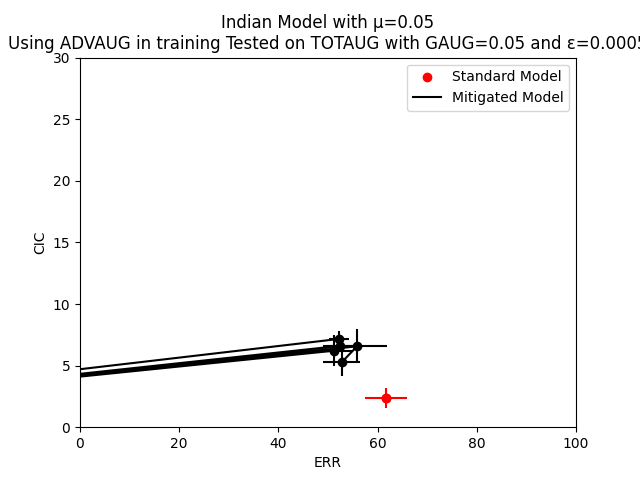 Indian Model with μ=0.05
Using ADVAUG in training Tested on TOTAUG with GAUG=0.05 and ε=0.0005
Standard Model
Mitigated Model
30
25
20
15
10
5
0
CIC
0 20 40 60 80 100
ERR